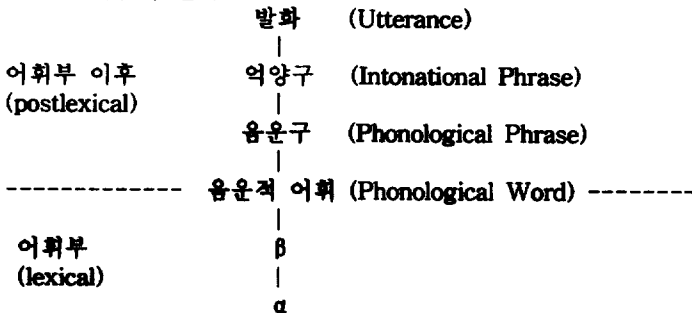 발화 (Utterance)
어휘부 이후 억양구 (Intonational Phrase)
(postlexical)
음운구 (Phonological Phrase)
------------- 음운적 어휘 (Phonological Word) --------
어휘부 β
(lexical)
α